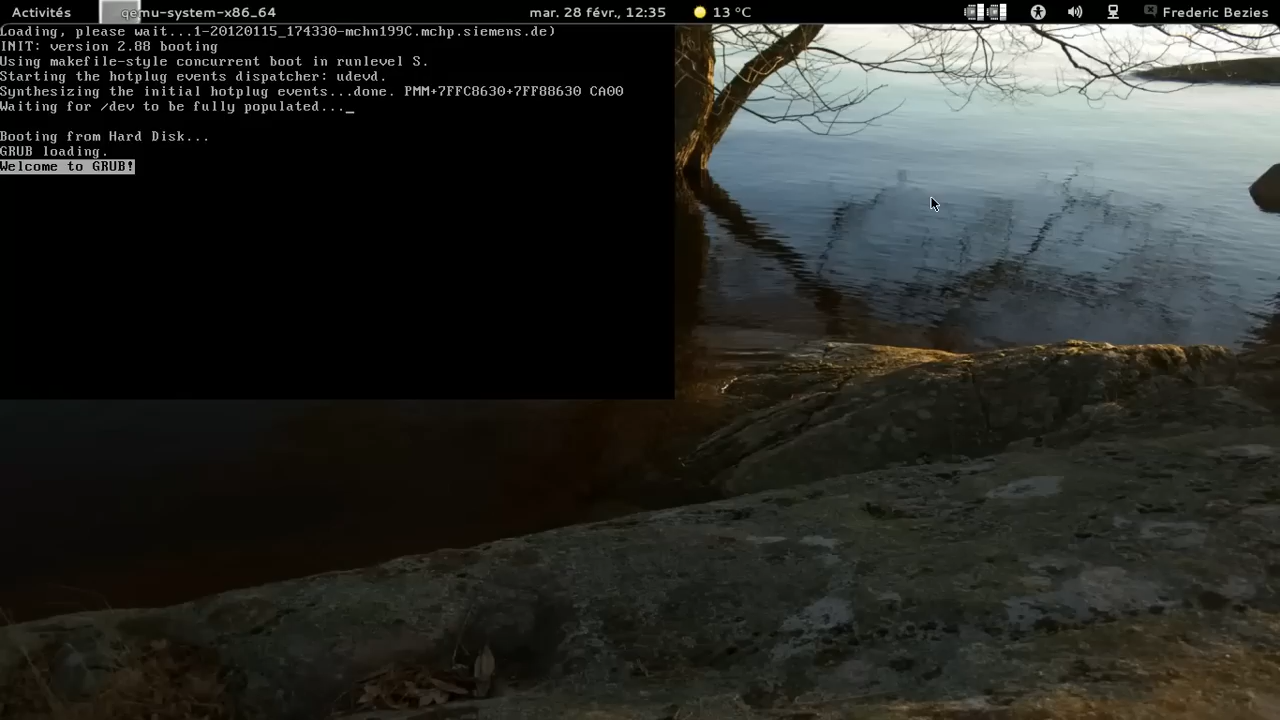 Activités
qemu-system-x86_64
mar. 28 févr., 12:35
13 °C
Frederic Bezies
Loading, please wait...1-20120115_174330-mchn199C.mchp.siemens.de)
INIT: version 2.88 booting
Using makefile-style concurrent boot in runlevel S.
Starting the hotplug events dispatcher: udevd.
Synthesizing the initial hotplug events...done. PMM+7FFC8630+7FF88630 CA00
Waiting for /dev to be fully populated..._
Booting from Hard Disk...
GRUB loading.
Welcome to GRUB!